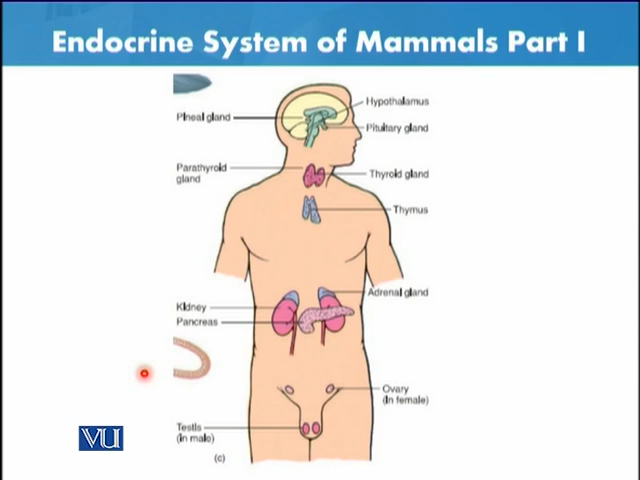 Endocrine System of Mammals Part I
Hypothalamus
Pineal gland
Pituitary gland
Parathyroid
gland
Thyroid gland
Thymus
Adrenal gland
Kidney
Pancreas
Ovary
(in female)
Testis
(in male)
(c)
VU